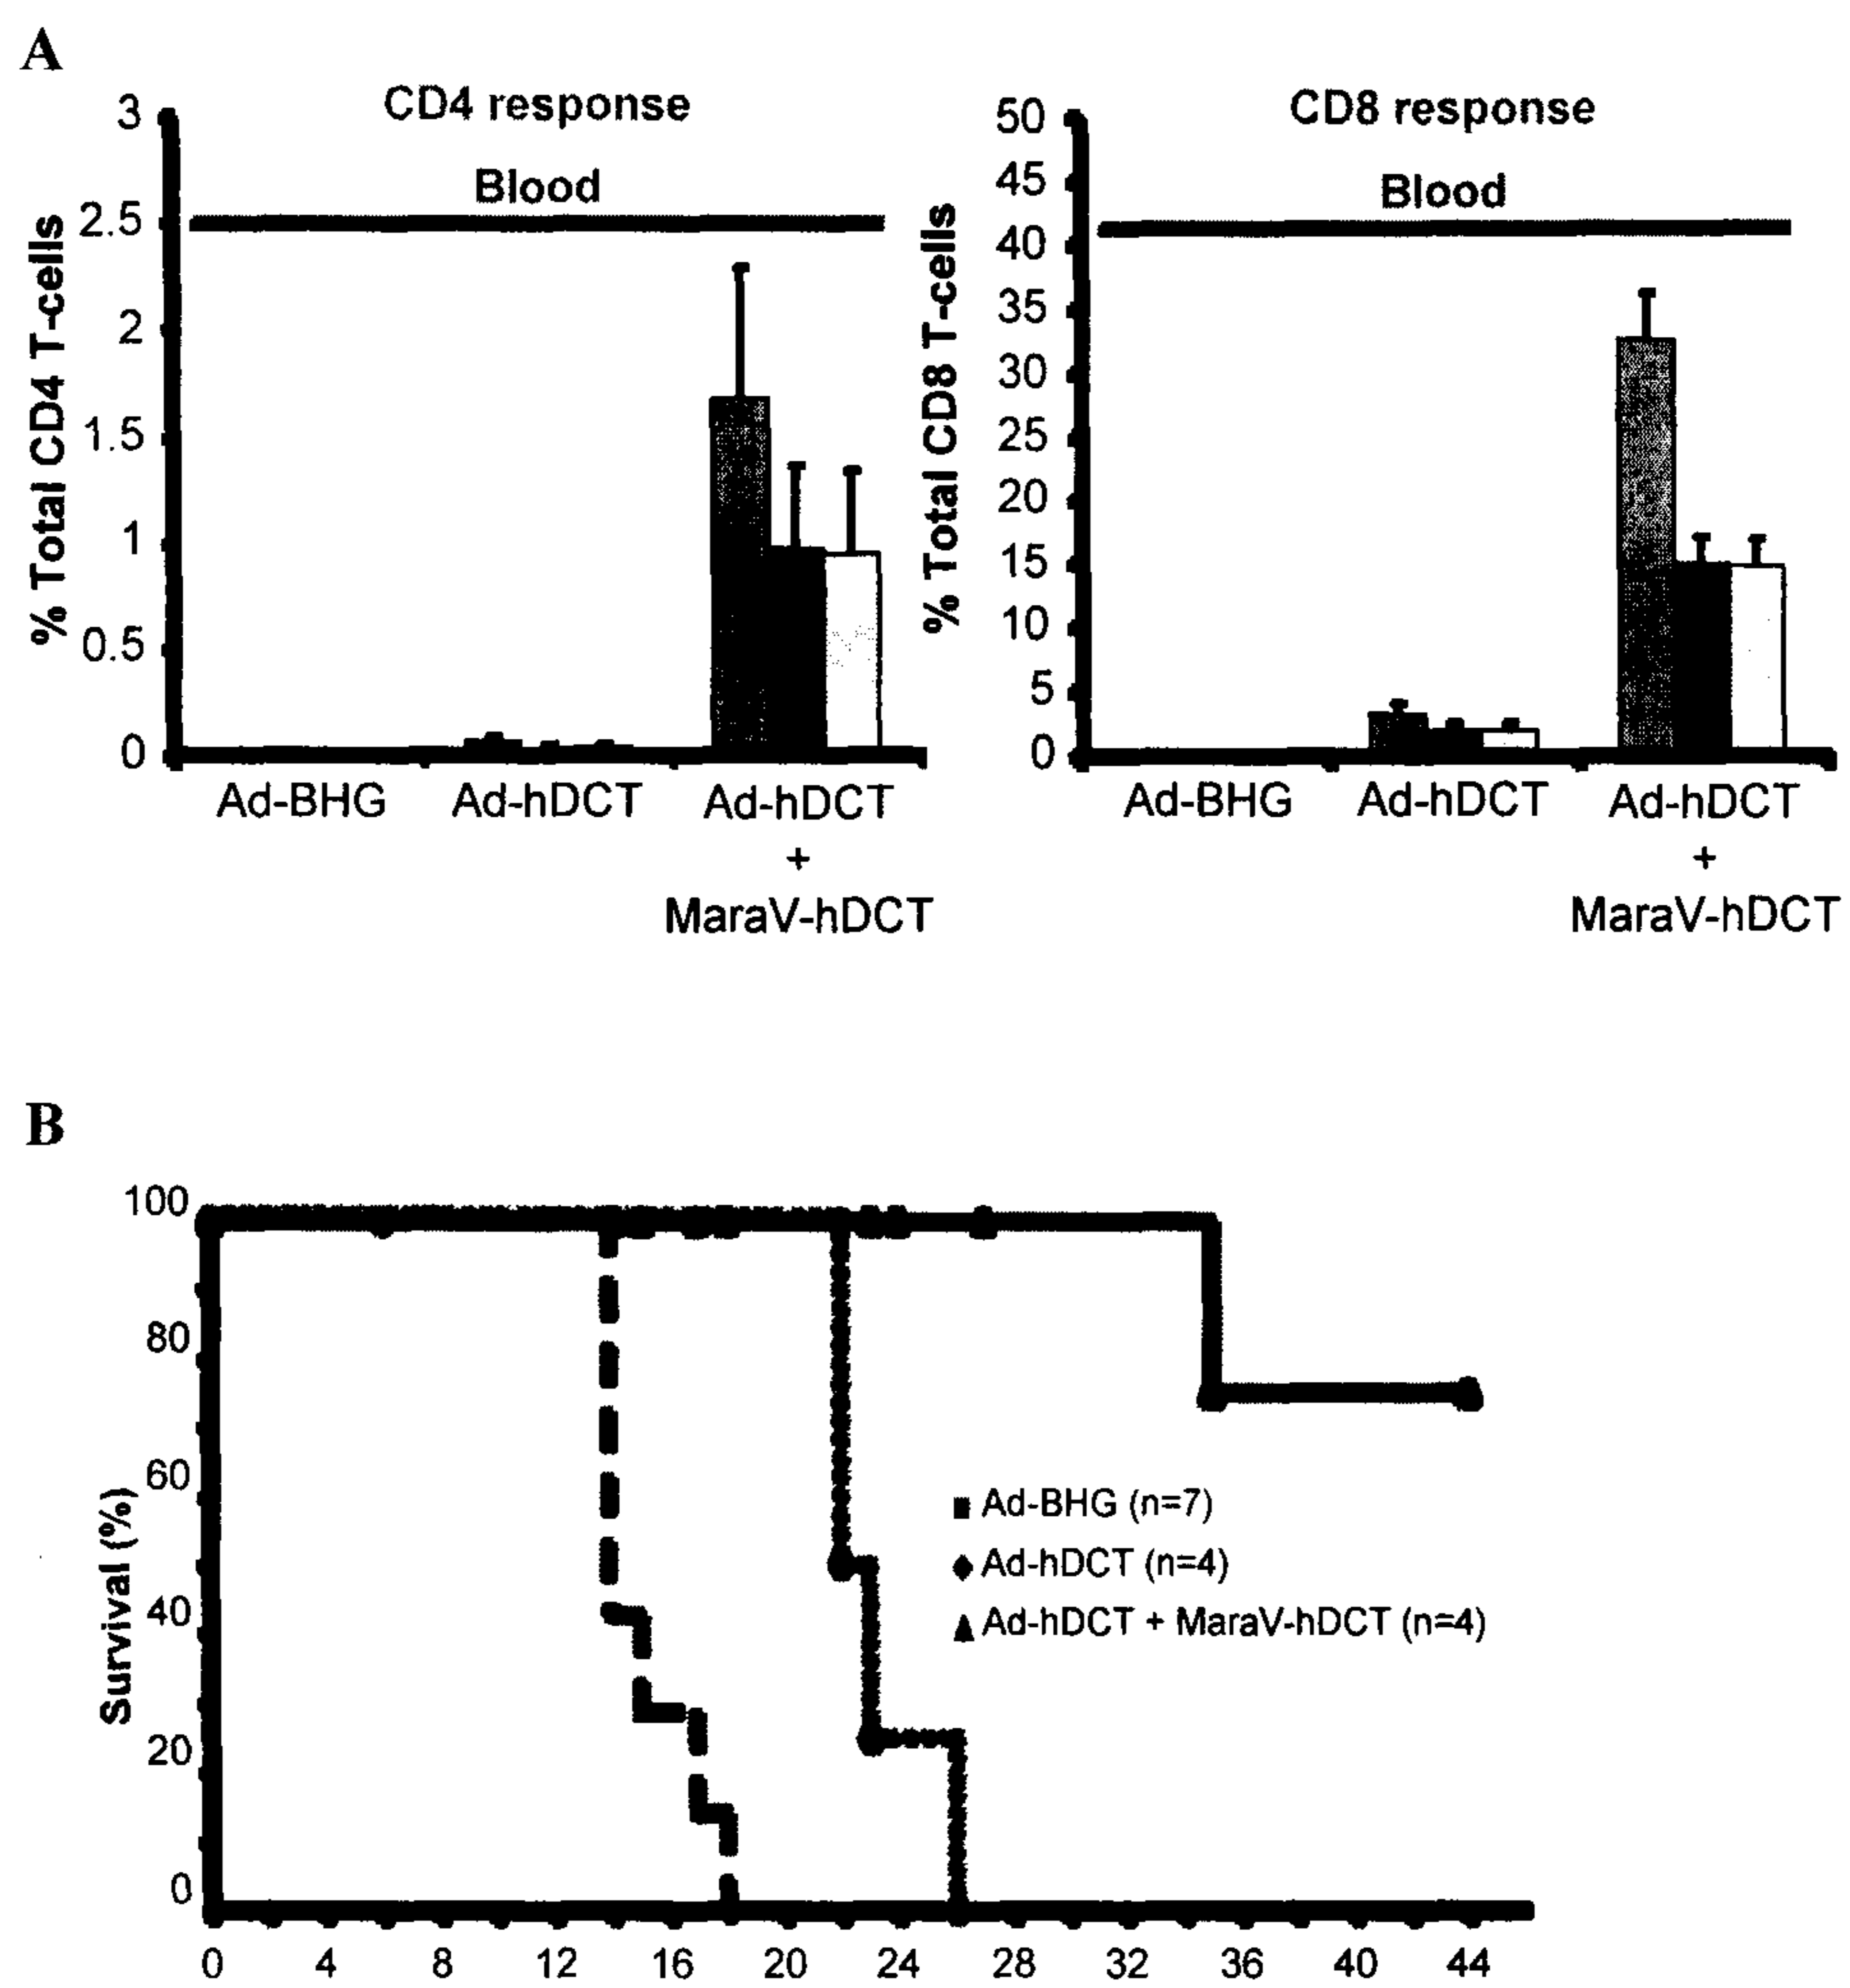 A
CD4 response
Blood
% Total CD4 T-cells
3
2.5
2
1.5
1
0.5
0
Ad-BHG
Ad-hDCT
Ad-hDCT
+
MaraV-hDCT
CD8 response
Blood
% Total CD8 T-cells
50
45
40
35
30
25
20
15
10
5
0
Ad-BHG
Ad-hDCT
Ad-hDCT
+
MaraV-hDCT
B
Survival (%)
100
80
60
40
20
0
Ad-BHG (n=7)
Ad-hDCT (n=4)
Ad-hDCT + MaraV-hDCT (n=4)
0 4 8 12 16 20 24 28 32 36 40 44